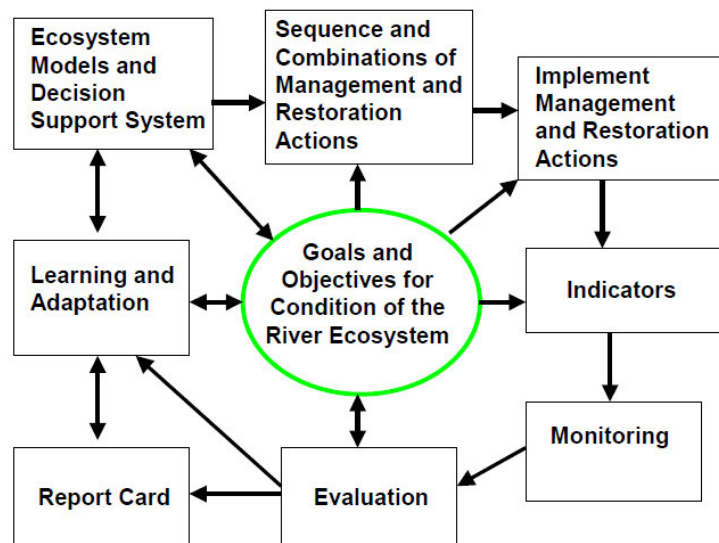 Ecosystem
Models and
Decision
Support System
Sequence and
Combinations of
Management and
Restoration
Actions
Implement
Management
and Restoration
Actions
Learning and
Adaptation
Goals and
Objectives for
Condition of the
River Ecosystem
Indicators
Report Card
Evaluation
Monitoring